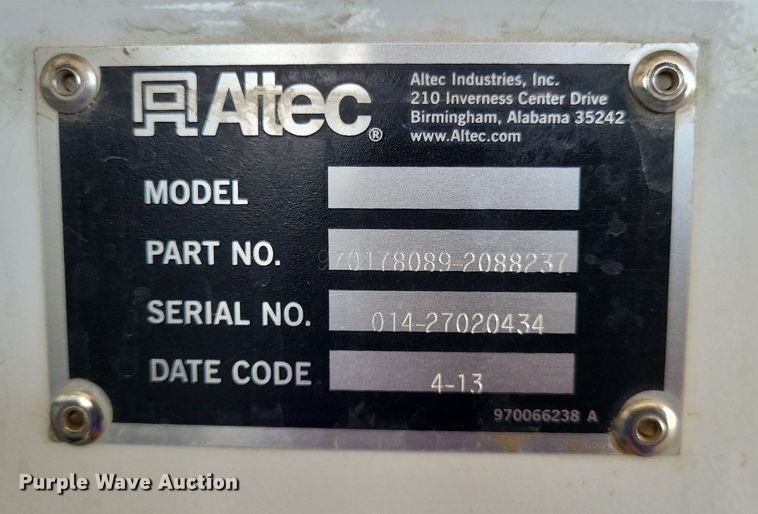 Altec®
Altec Industries, Inc.
210 Inverness Center Drive
Birmingham, Alabama 35242
www.Altec.com
MODEL
PART NO. 970178089-2088237
SERIAL NO. 014-27020434
DATE CODE 4-13
970066238 A
Purple Wave Auction